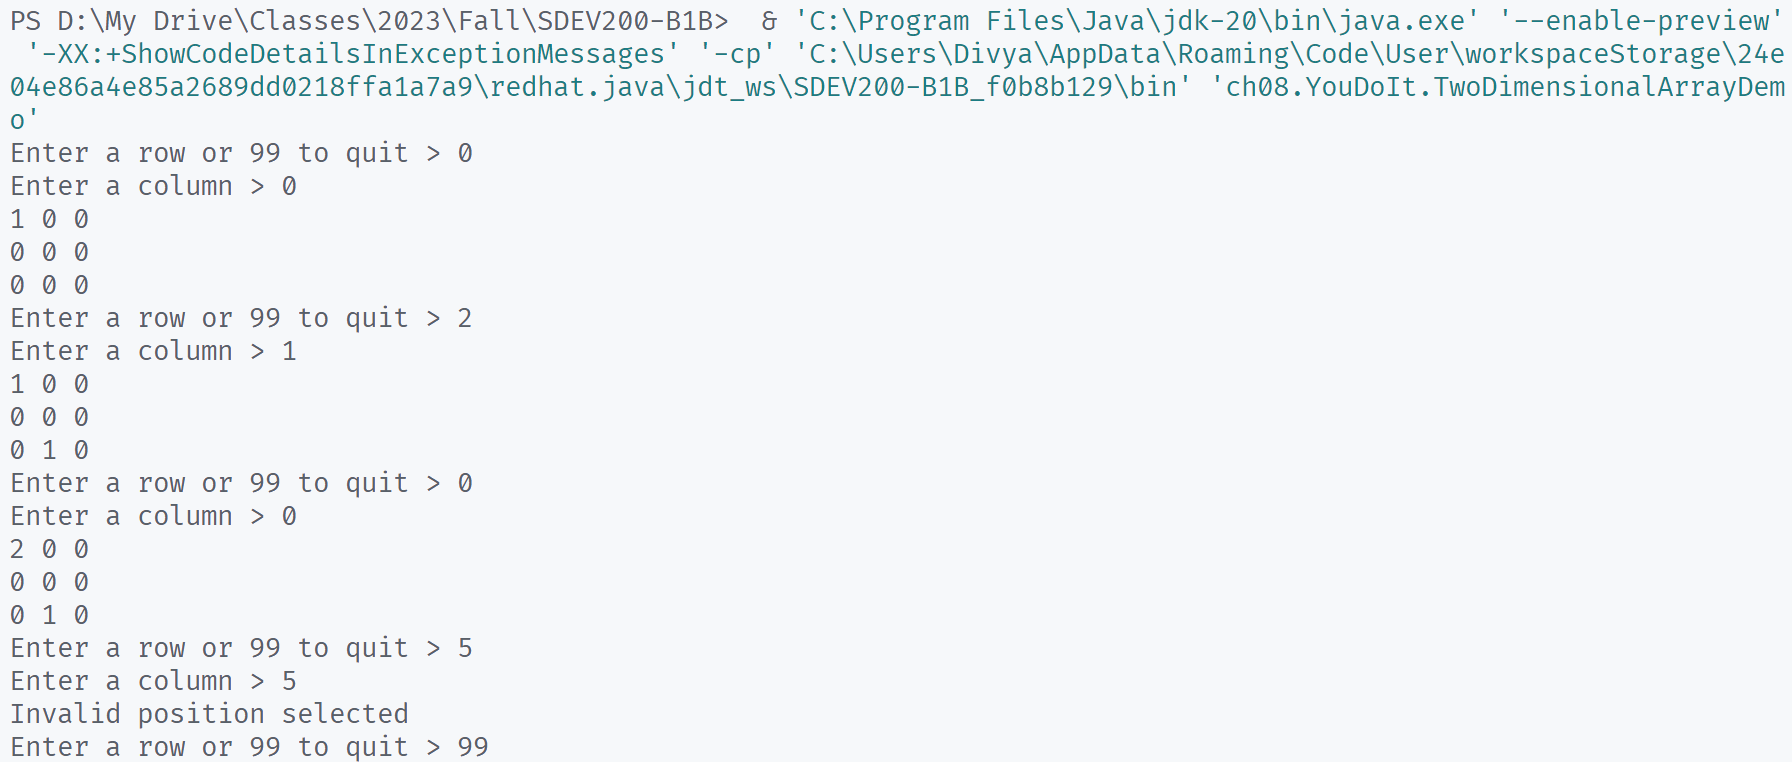 PS D:\My Drive\Classes\2023\Fall\SDEV200-B1B>  & 'C:\Program Files\Java\jdk-20\bin\java.exe' '--enable-preview'
 '-XX:+ShowCodeDetailsInExceptionMessages' '-cp' 'C:\Users\Divya\AppData\Roaming\Code\User\workspaceStorage\24e
04e86a4e85a2689dd0218ffa1a7a9\redhat.java\jdt_ws\SDEV200-B1B_f0b8b129\bin' 'ch08.YouDoIt.TwoDimensionalArrayDem
o'
Enter a row or 99 to quit > 0
Enter a column > 0
1 0 0
0 0 0
0 0 0
Enter a row or 99 to quit > 2
Enter a column > 1
1 0 0
0 0 0
0 1 0
Enter a row or 99 to quit > 0
Enter a column > 0
2 0 0
0 0 0
0 1 0
Enter a row or 99 to quit > 5
Enter a column > 5
Invalid position selected
Enter a row or 99 to quit > 99